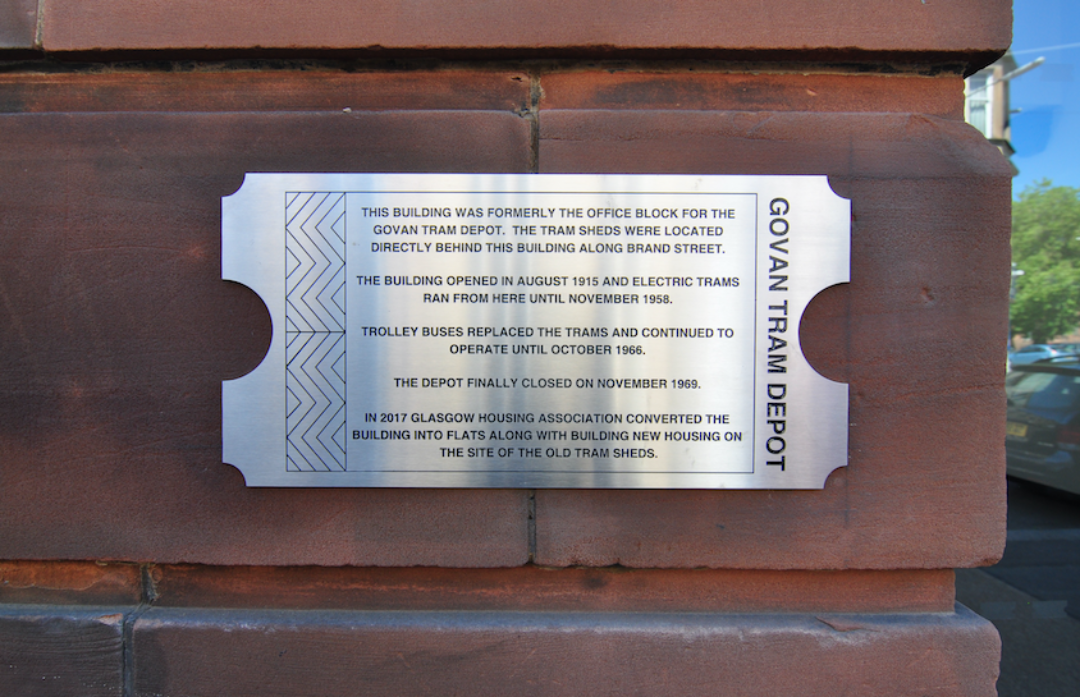 THIS BUILDING WAS FORMERLY THE OFFICE BLOCK FOR THE
GOVAN TRAM DEPOT. THE TRAM SHEDS WERE LOCATED
DIRECTLY BEHIND THIS BUILDING ALONG BRAND STREET.
THE BUILDING OPENED IN AUGUST 1915 AND ELECTRIC TRAMS
RAN FROM HERE UNTIL NOVEMBER 1958.
TROLLEY BUSES REPLACED THE TRAMS AND CONTINUED TO
OPERATE UNTIL OCTOBER 1966.
THE DEPOT FINALLY CLOSED ON NOVEMBER 1969.
IN 2017 GLASGOW HOUSING ASSOCIATION CONVERTED THE
BUILDING INTO FLATS ALONG WITH BUILDING NEW HOUSING ON
THE SITE OF THE OLD TRAM SHEDS.
GOVAN TRAM DEPOT